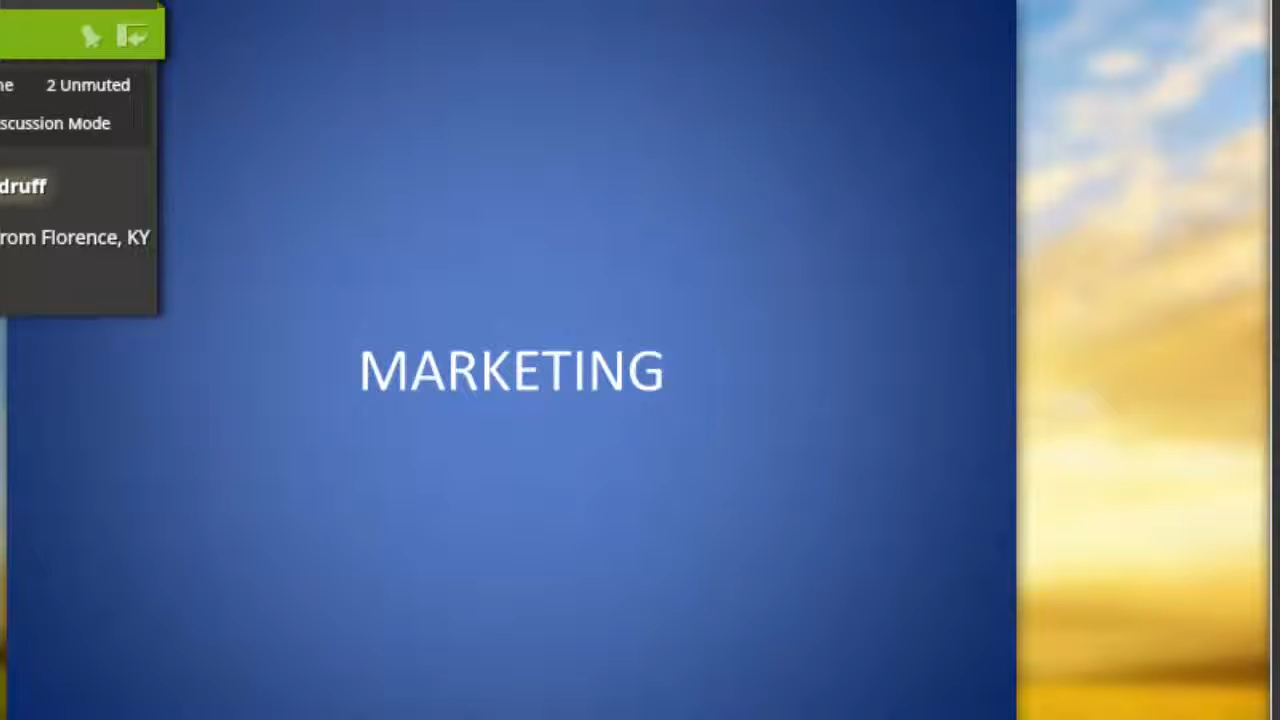 2 Unmuted
scussion Mode
druff
rom Florence, KY
MARKETING